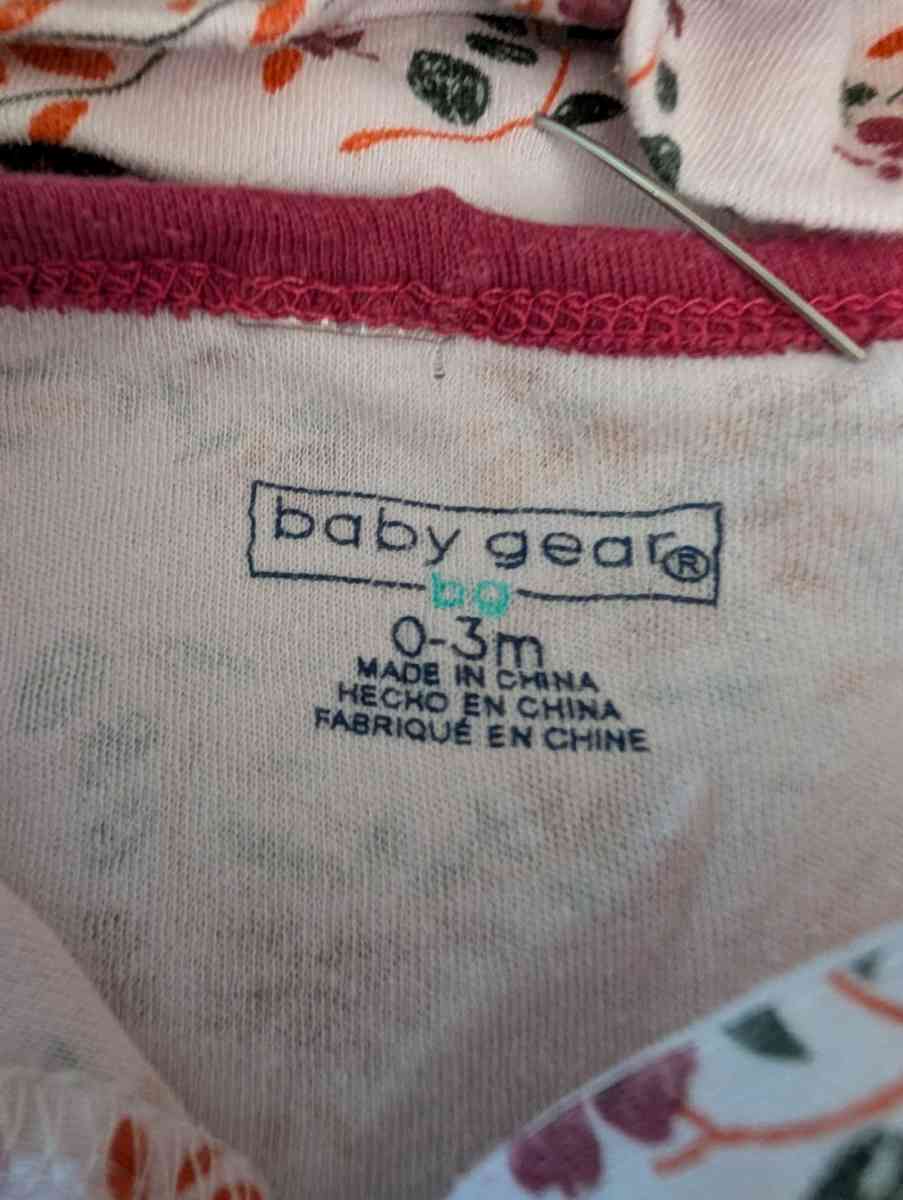 baby gear®
bg
0-3m
MADE IN CHINA
HECHO EN CHINA
FABRIQUÉ EN CHINE